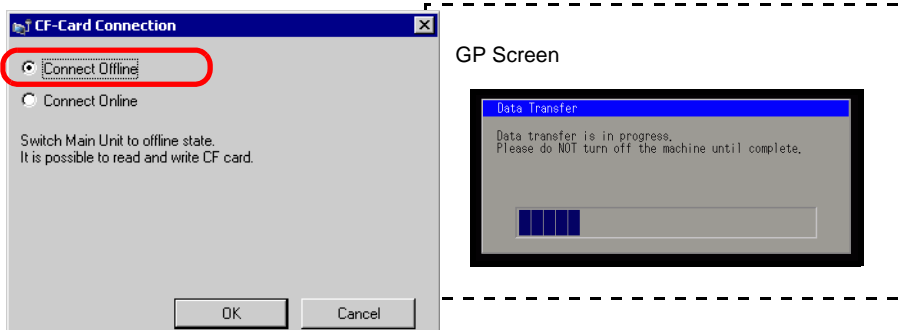 CF-Card Connection
Connect Offline
Connect Online
Switch Main Unit to offline state.
It is possible to read and write CF card.
OK
Cancel
GP Screen
Data Transfer
Data transfer is in progress.
Please do NOT turn off the machine until complete.